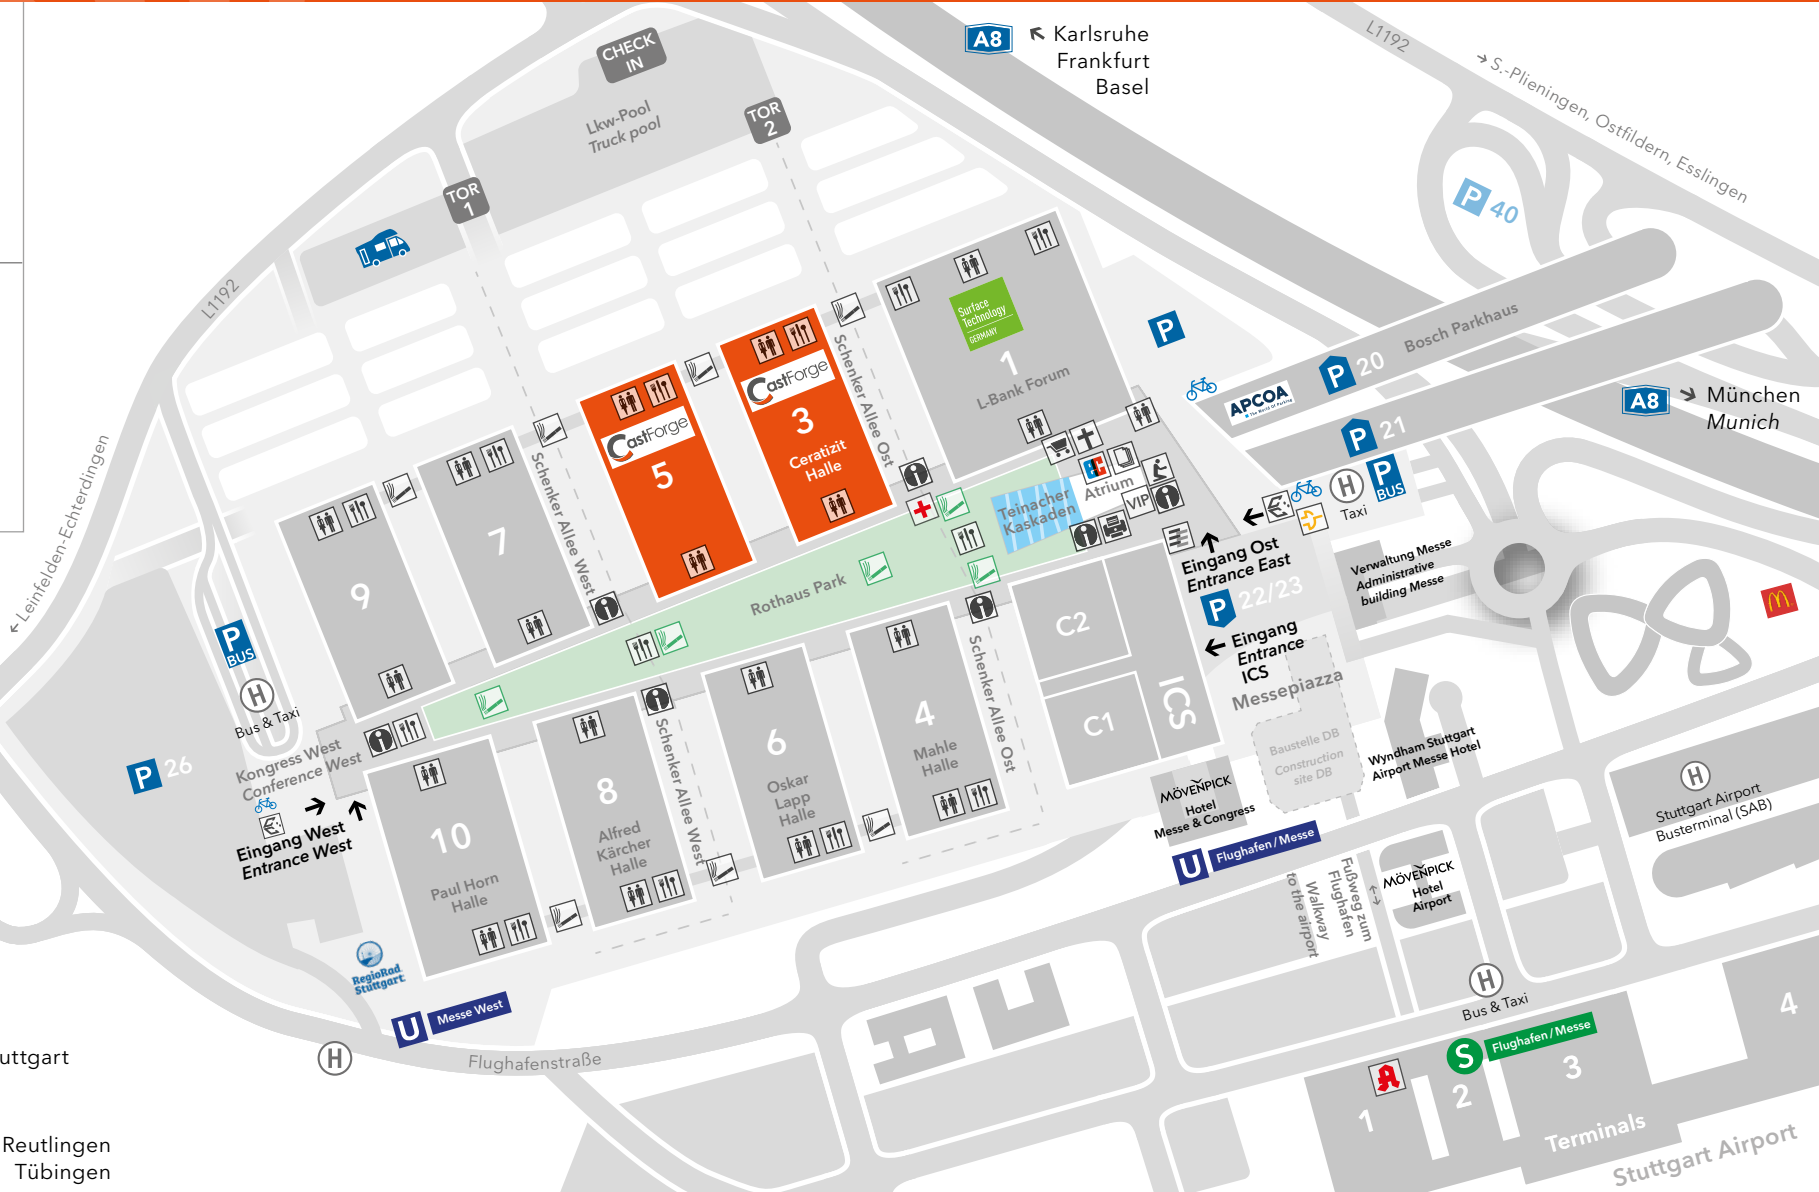 A8
Karlsruhe
Frankfurt
Basel
L1192
S.-Plieningen, Ostfildern, Esslingen
CHECK
IN
Lkw-Pool
Truck pool
TOR
2
TOR
1
P 40
L1192
Leinfelden-Echterdingen
Surface
Technology
GERMANY
1
L-Bank Forum
P
P 20
Bosch Parkhaus
APCOA
P 21
A8
München
Munich
CastForge
3
Ceratizit
Halle
Schenker Allee Ost
CastForge
5
Schenker Allee West
7
9
Teinacher
Kaskaden
Atrium
VIP
H
Taxi
P
BUS
Eingang Ost
Entrance East
P 22/23
Verwaltung Messe
Administrative
building Messe
Eingang
Entrance
ICS
Messepiazza
Rothaus Park
C2
C1
ICS
Baustelle DB
Construction
site DB
Wyndham Stuttgart
Airport Messe Hotel
P
BUS
H
Bus & Taxi
Kongress West
Conference West
P 26
Eingang West
Entrance West
10
Paul Horn
Halle
8
Alfred
Kärcher
Halle
Schenker Allee West
6
Oskar
Lapp
Halle
4
Mahle
Halle
Schenker Allee Ost
MÖVENPICK
Hotel
Messe & Congress
U Flughafen/Messe
Fußweg zum
Flughafen
Walkway
to the airport
MÖVENPICK
Hotel
Airport
H
Stuttgart Airport
Busterminal (SAB)
RegioRad
Stuttgart
U Messe West
H
Flughafenstraße
H
Bus & Taxi
S Flughafen/Messe
1
2
3
4
Terminals
Stuttgart Airport
uttgart
Reutlingen
Tübingen